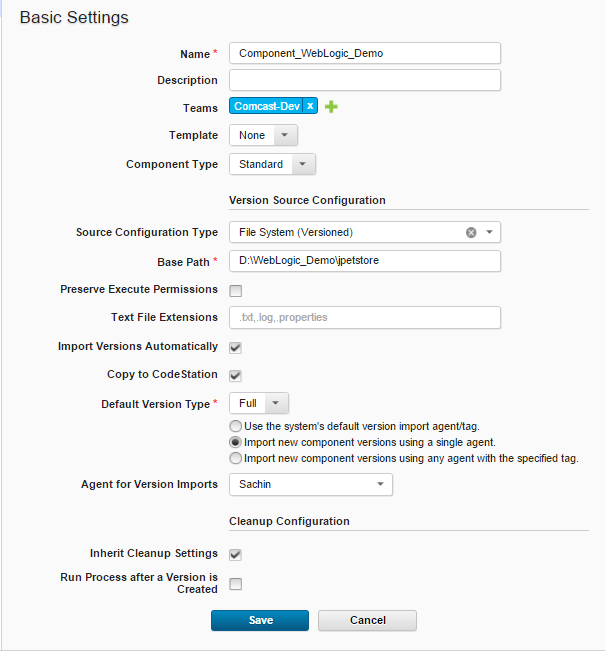 Basic Settings
Name * Component_WebLogic_Demo
Description
Teams Comcast-Dev x
Template None
Component Type Standard
Version Source Configuration
Source Configuration Type File System (Versioned)
Base Path * D:\WebLogic_Demo\jpetstore
Preserve Execute Permissions
Text File Extensions .txt,.log,.properties
Import Versions Automatically
Copy to CodeStation
Default Version Type * Full
Use the system's default version import agent/tag.
Import new component versions using a single agent.
Import new component versions using any agent with the specified tag.
Agent for Version Imports Sachin
Cleanup Configuration
Inherit Cleanup Settings
Run Process after a Version is
Created
Save Cancel